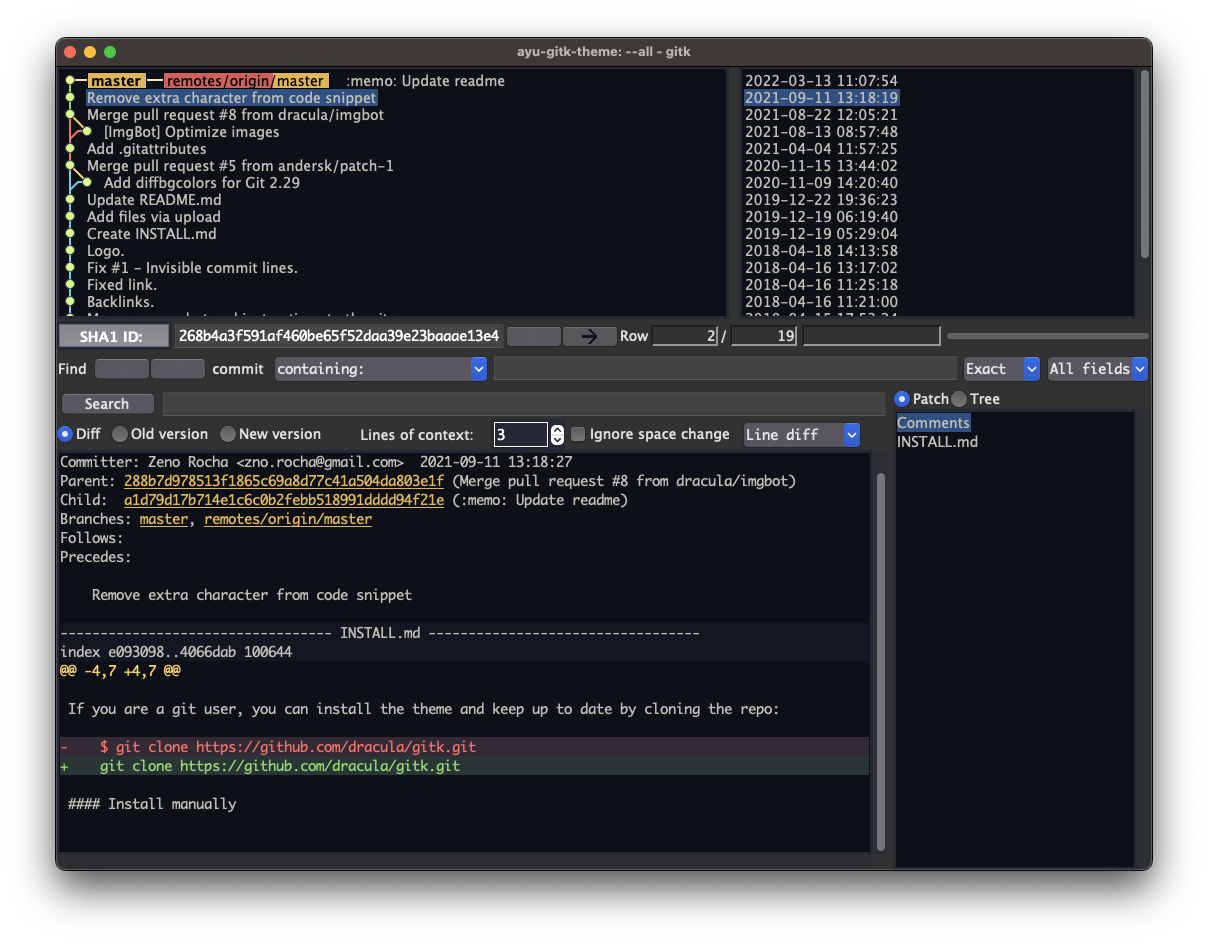 ayu-gitk-theme: --all - gitk
master remotes/origin/master :memo: Update readme 2022-03-13 11:07:54
Remove extra character from code snippet 2021-09-11 13:18:19
Merge pull request #8 from dracula/imgbot 2021-08-22 12:05:21
[ImgBot] Optimize images 2021-08-13 08:57:48
Add .gitattributes 2021-04-04 11:57:25
Merge pull request #5 from andersk/patch-1 2020-11-15 13:44:02
Add diffbgcolors for Git 2.29 2020-11-09 14:20:40
Update README.md 2019-12-22 19:36:23
Add files via upload 2019-12-19 06:19:40
Create INSTALL.md 2019-12-19 05:29:04
Logo. 2018-04-18 14:13:58
Fix #1 - Invisible commit lines. 2018-04-16 13:17:02
Fixed link. 2018-04-16 11:25:18
Backlinks. 2018-04-16 11:21:00
SHA1 ID: 268b4a3f591af460be65f52daa39e23baaae13e4 Row 2 / 19
Find commit containing: Exact All fields
Search Patch Tree
Diff Old version New version Lines of context: 3 Ignore space change Line diff
Comments
INSTALL.md
Committer: Zeno Rocha <zno.rocha@gmail.com>  2021-09-11 13:18:27
Parent: 288b7d978513f1865c69a8d77c41a504da803e1f (Merge pull request #8 from dracula/imgbot)
Child:  a1d79d17b714e1c6c0b2febb518991dddd94f21e (:memo: Update readme)
Branches: master, remotes/origin/master
Follows:
Precedes:
Remove extra character from code snippet
---------------------------------- INSTALL.md ----------------------------------
index e093098..4066dab 100644
@@ -4,7 +4,7 @@
If you are a git user, you can install the theme and keep up to date by cloning the repo:
-    $ git clone https://github.com/dracula/gitk.git
+    git clone https://github.com/dracula/gitk.git
#### Install manually